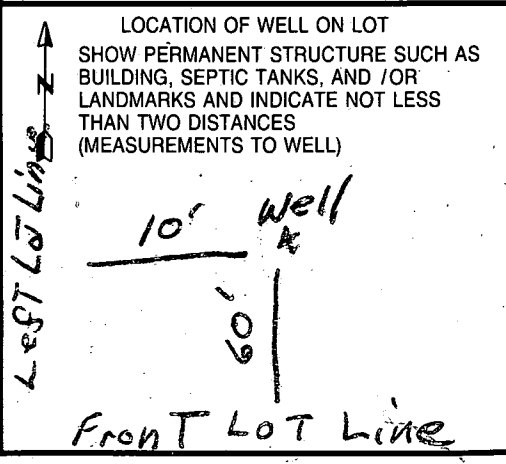 LOCATION OF WELL ON LOT
SHOW PERMANENT STRUCTURE SUCH AS
BUILDING, SEPTIC TANKS, AND / OR
LANDMARKS AND INDICATE NOT LESS
THAN TWO DISTANCES
(MEASUREMENTS TO WELL)
N
Left Lot Line
10' Well
60'
Front Lot Line